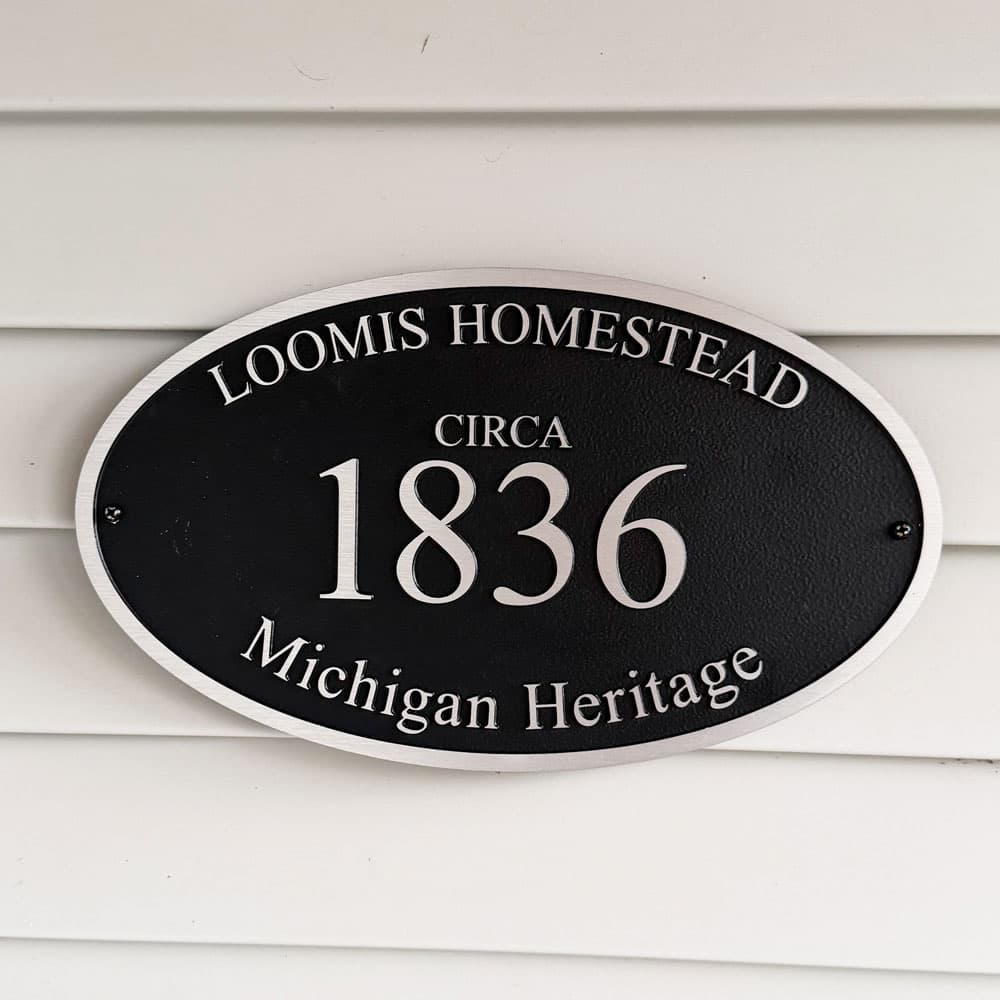 LOOMIS HOMESTEAD
CIRCA
1836
Michigan Heritage